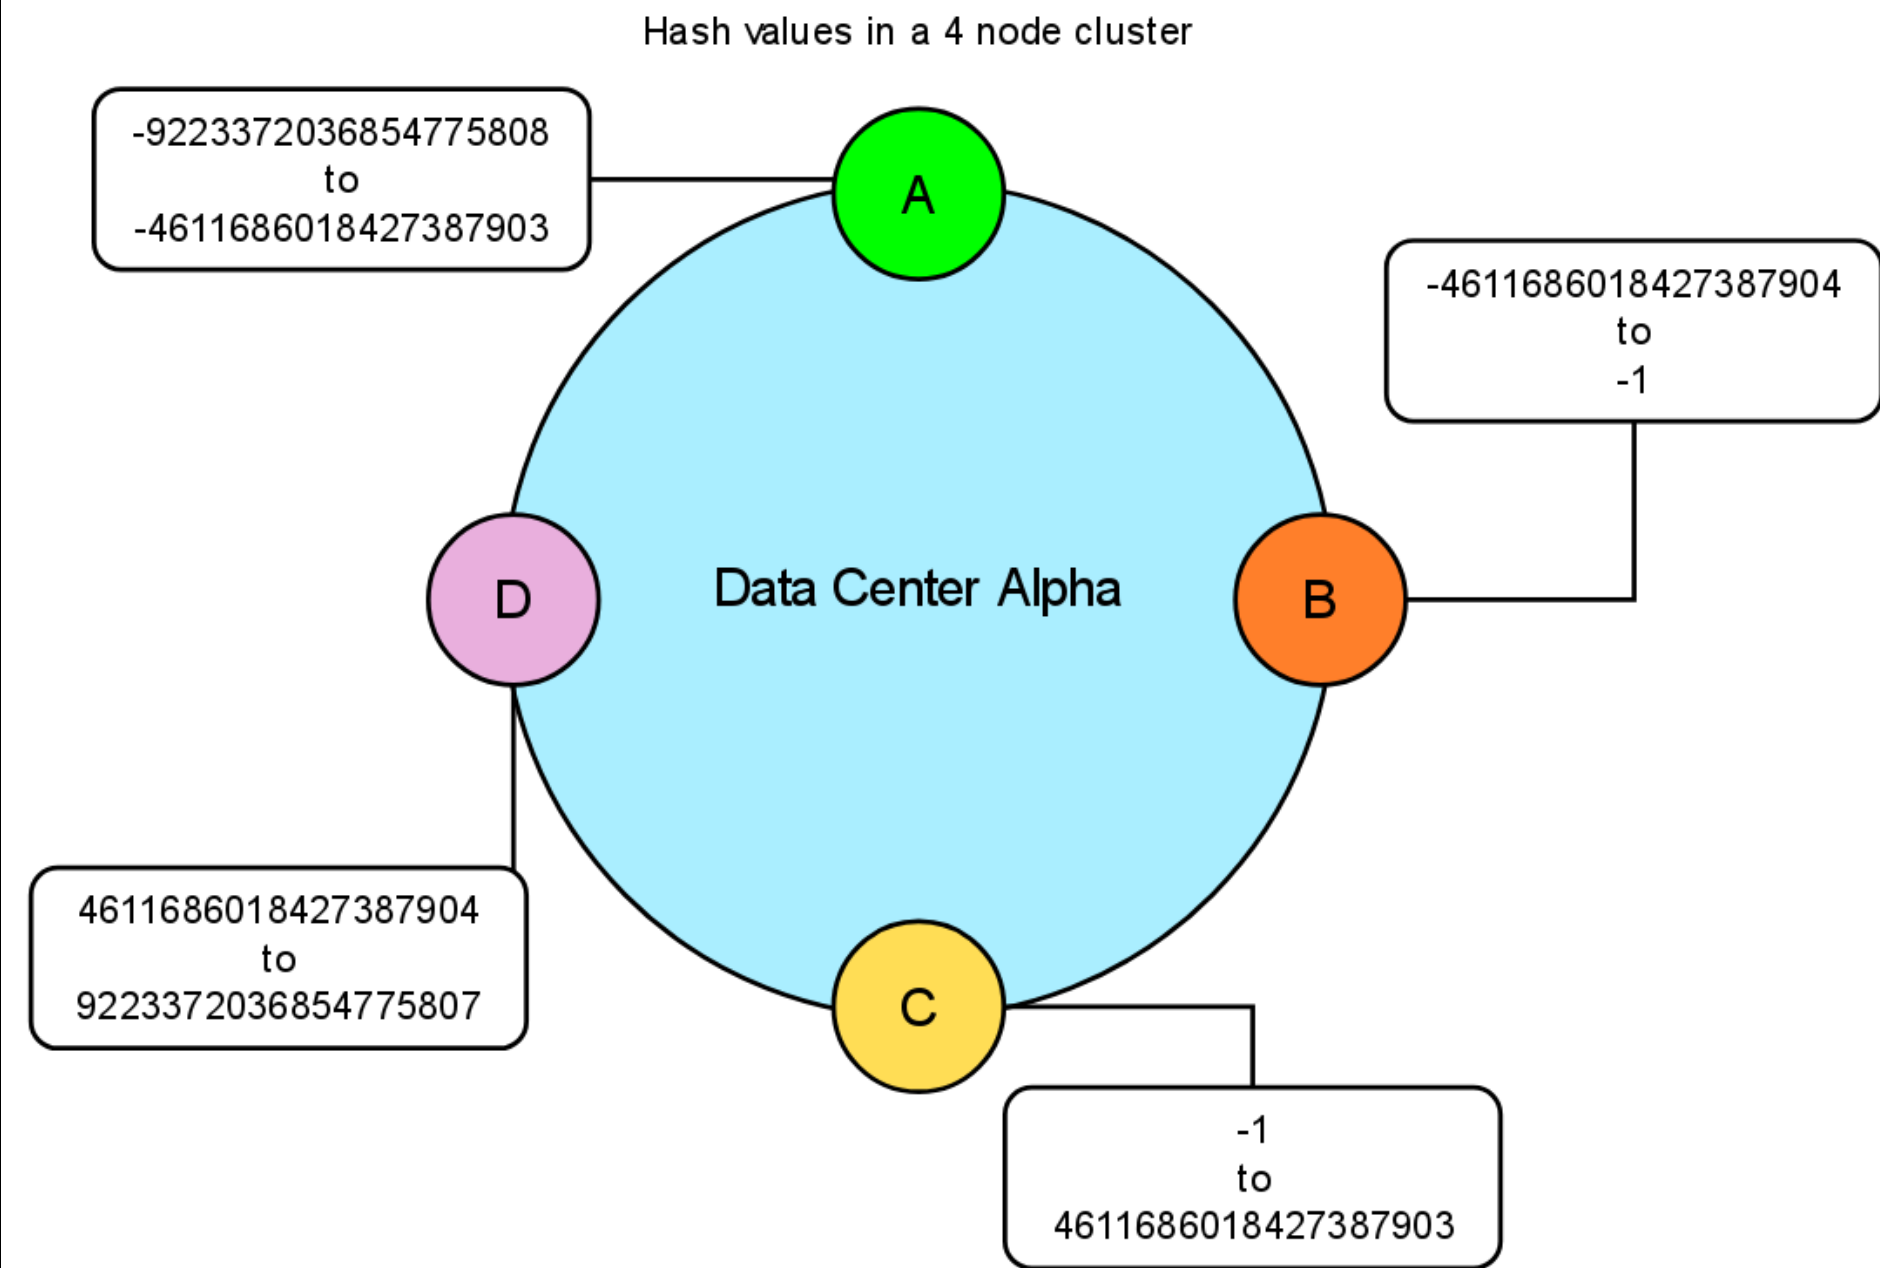 Hash values in a 4 node cluster
-9223372036854775808
to
-4611686018427387903
A
-4611686018427387904
to
-1
D
Data Center Alpha
B
4611686018427387904
to
9223372036854775807
C
-1
to
4611686018427387903